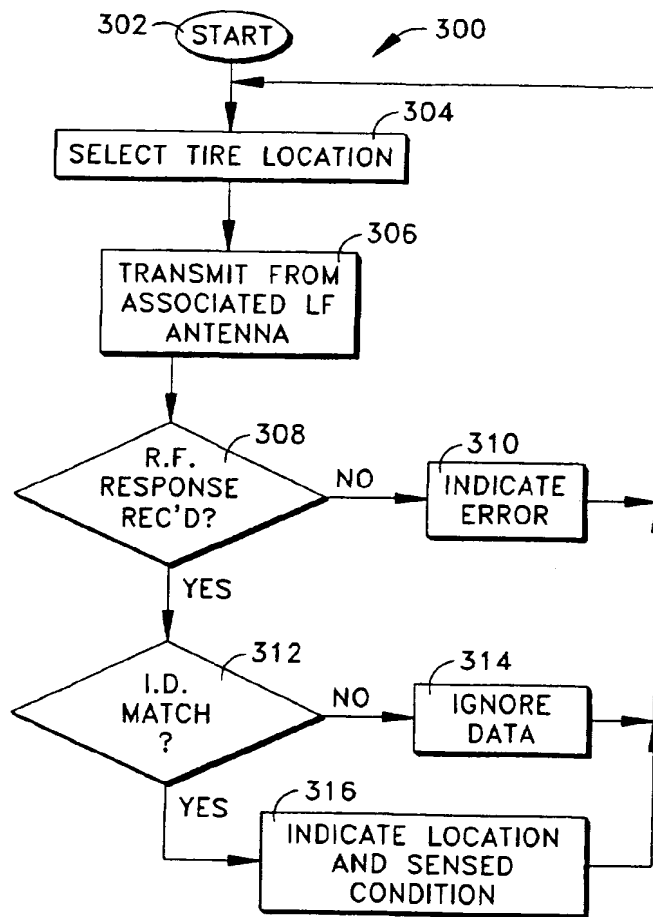 302
START
300
304
SELECT TIRE LOCATION
306
TRANSMIT FROM
ASSOCIATED LF
ANTENNA
308
R.F.
RESPONSE
REC'D?
NO
310
INDICATE
ERROR
YES
312
I.D.
MATCH
?
NO
314
IGNORE
DATA
YES
316
INDICATE LOCATION
AND SENSED
CONDITION